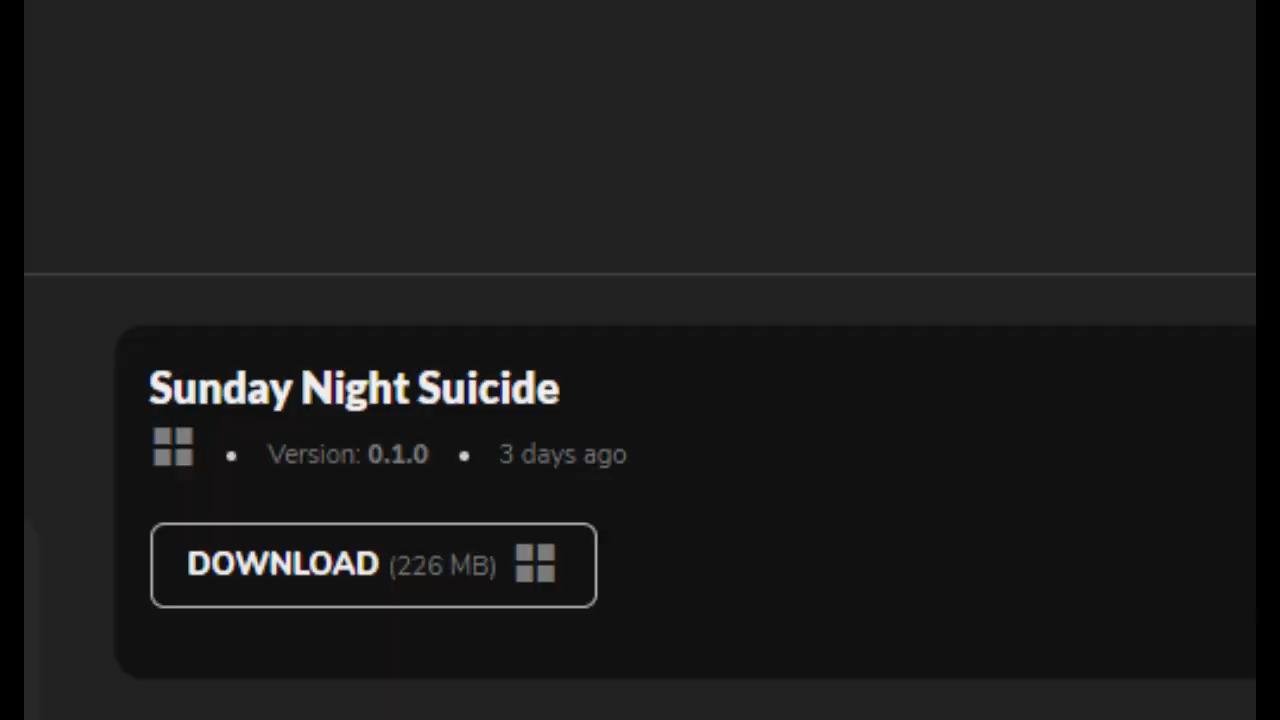 Sunday Night Suicide
• Version: 0.1.0 • 3 days ago
DOWNLOAD (226 MB)